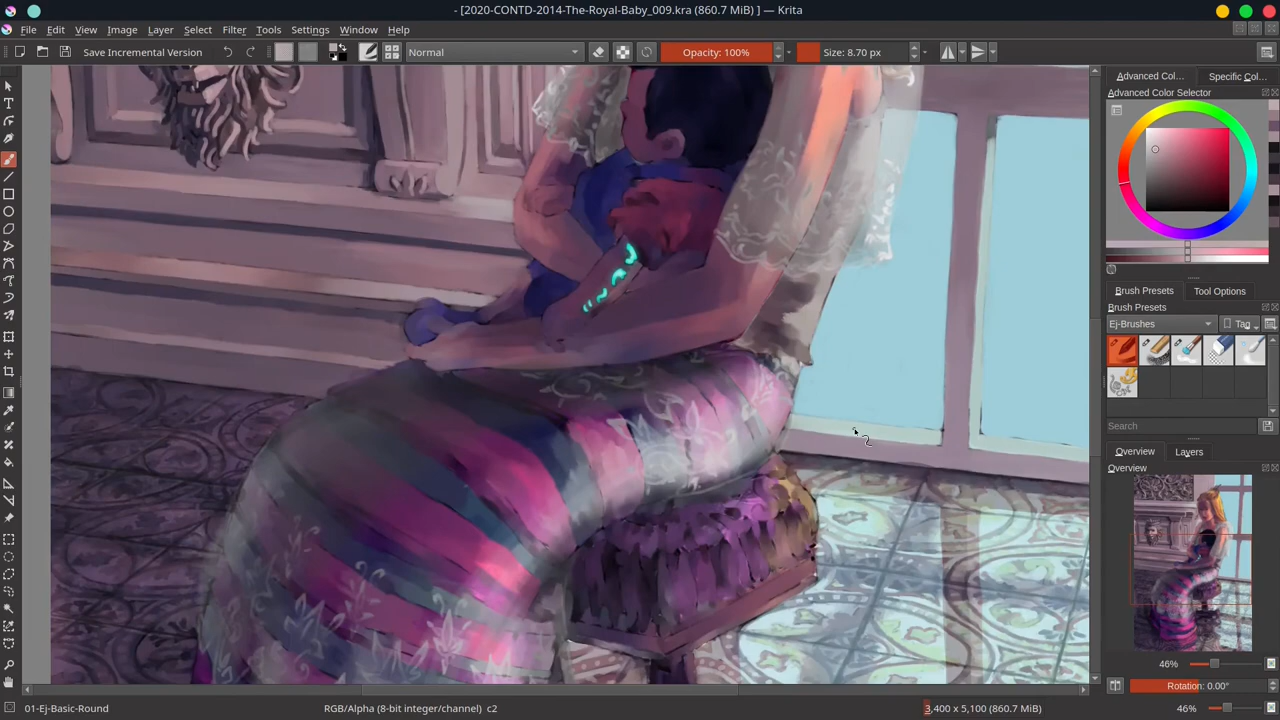 - [2020-CONTD-2014-The-Royal-Baby_009.kra (860.7 MiB) ] — Krita
File Edit View Image Layer Select Filter Tools Settings Window Help
Save Incremental Version Normal Opacity: 100% Size: 8.70 px
Advanced Col... Specific Col...
Advanced Color Selector
Brush Presets Tool Options
Brush Presets
Ej-Brushes Tag
Search
Overview Layers
Overview
46%
Rotation: 0.00°
01-Ej-Basic-Round RGB/Alpha (8-bit integer/channel) c2 3,400 x 5,100 (860.7 MiB) 46%